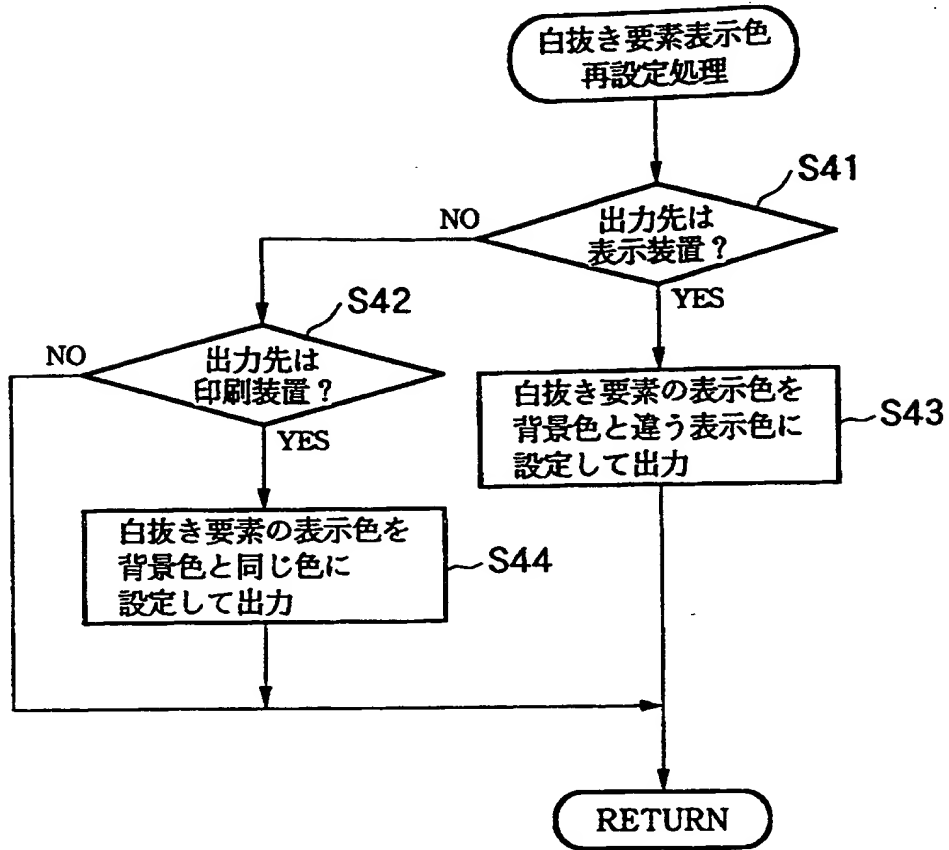 白抜き要素表示色
再設定処理
S41
出力先は
表示装置？
NO
YES
S42
出力先は
印刷装置？
NO
YES
白抜き要素の表示色を
背景色と違う表示色に
設定して出力
S43
白抜き要素の表示色を
背景色と同じ色に
設定して出力
S44
RETURN